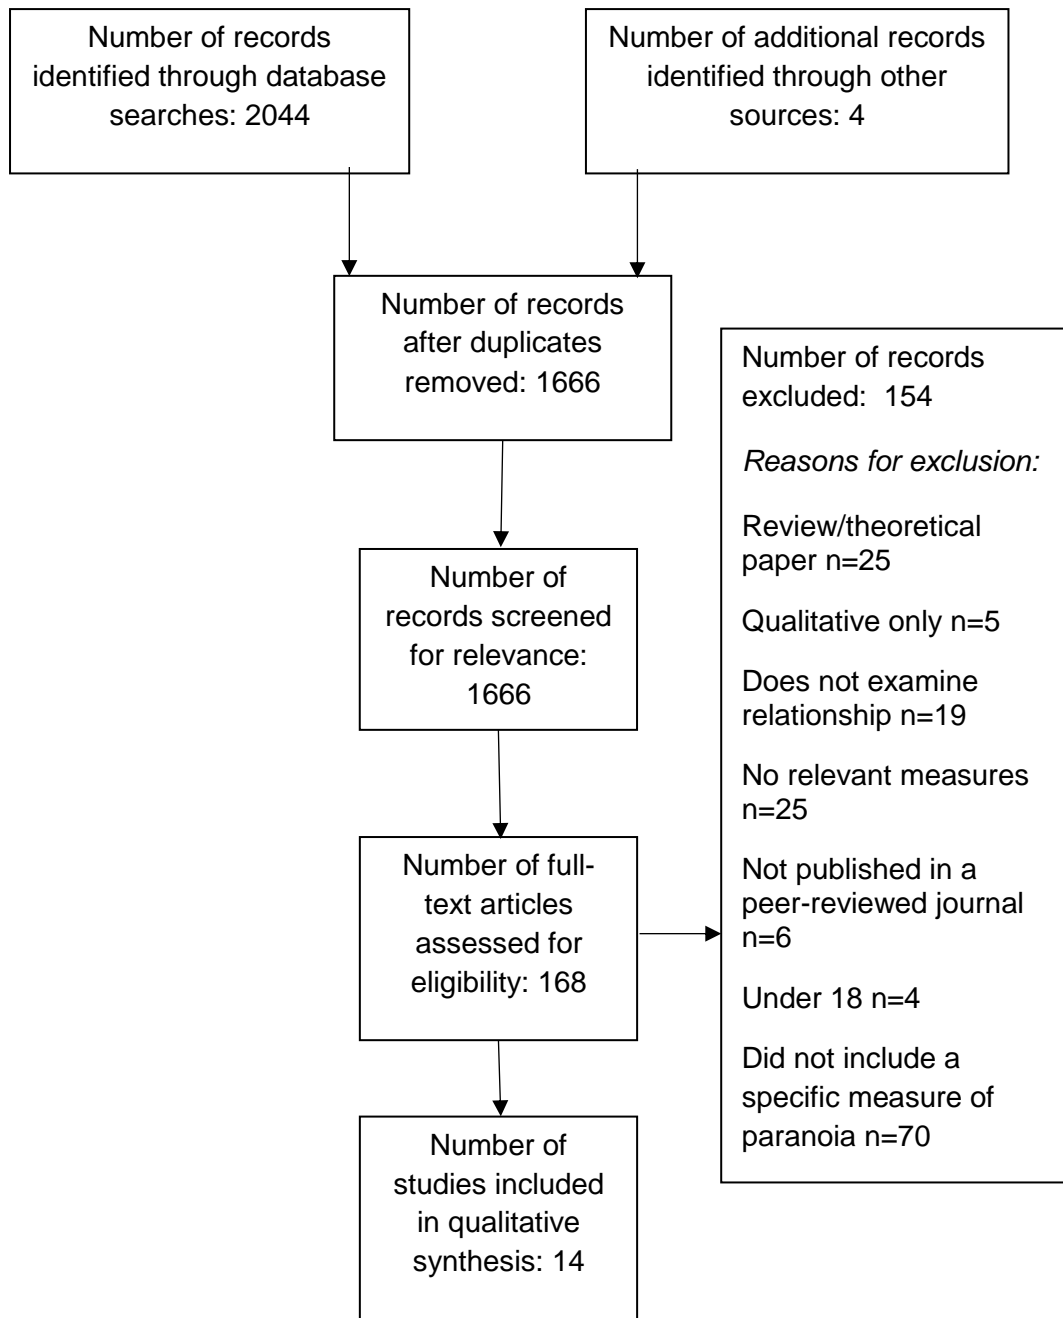 Number of records
identified through database
searches: 2044
Number of additional records
identified through other
sources: 4
Number of records
after duplicates
removed: 1666
Number of
records screened
for relevance:
1666
Number of full-
text articles
assessed for
eligibility: 168
Number of records
excluded:  154
Reasons for exclusion:
Review/theoretical
paper n=25
Qualitative only n=5
Does not examine
relationship n=19
No relevant measures
n=25
Not published in a
peer-reviewed journal
n=6
Under 18 n=4
Did not include a
specific measure of
paranoia n=70
Number of
studies included
in qualitative
synthesis: 14